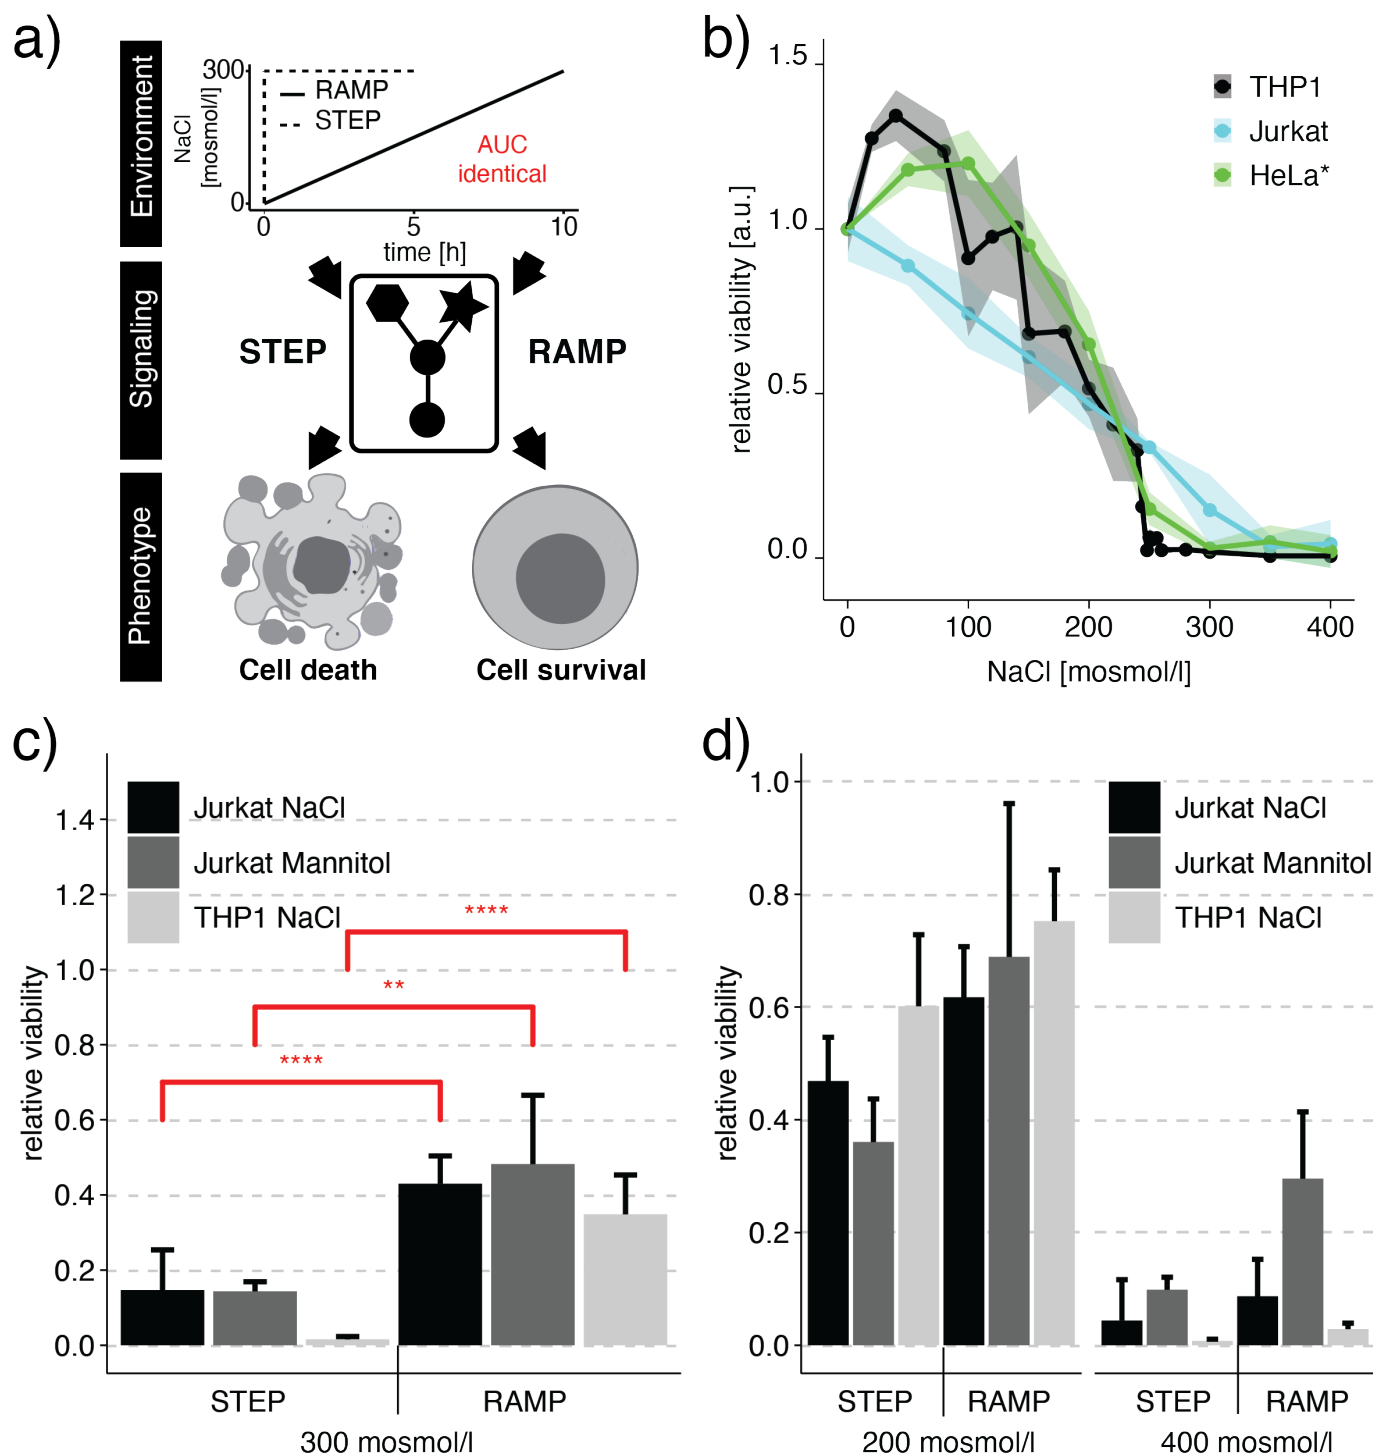 a)
Environment
Signaling
Phenotype
NaCl
[mosmol/l]
300
0
RAMP
STEP
AUC
identical
0 5 10
time [h]
STEP
RAMP
Cell death
Cell survival
b)
relative viability [a.u.]
1.5
1.0
0.5
0.0
THP1
Jurkat
HeLa*
0 100 200 300 400
NaCl [mosmol/l]
c)
relative viability
1.4
1.2
1.0
0.8
0.6
0.4
0.2
0.0
Jurkat NaCl
Jurkat Mannitol
THP1 NaCl
****
**
****
STEP RAMP
300 mosmol/l
d)
relative viability
1.0
0.8
0.6
0.4
0.2
0.0
Jurkat NaCl
Jurkat Mannitol
THP1 NaCl
STEP RAMP STEP RAMP
200 mosmol/l 400 mosmol/l